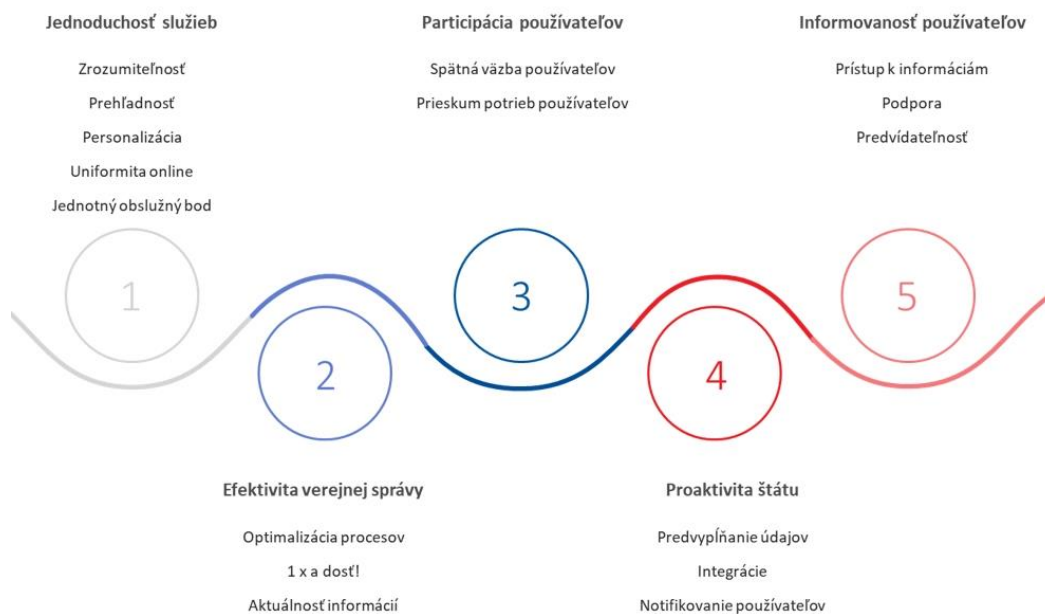 Jednoduchosť služieb
Zrozumiteľnosť
Prehľadnosť
Personalizácia
Uniformita online
Jednotný obslužný bod
1
Efektivita verejnej správy
Optimalizácia procesov
1 x a dosť!
Aktuálnosť informácií
2
Participácia používateľov
Spätná väzba používateľov
Prieskum potrieb používateľov
3
Proaktivita štátu
Predvypĺňanie údajov
Integrácie
Notifikovanie používateľov
4
Informovanosť používateľov
Prístup k informáciám
Podpora
Predvídateľnosť
5